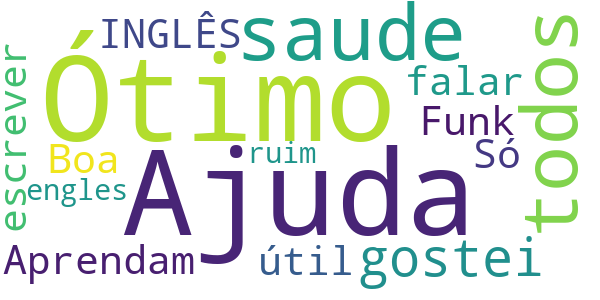 INGLÊS
saude
Ótimo
falar
todos
escrever
Funk
Boa
ruim
Só
engles
Ajuda
Aprendam
útil
gostei